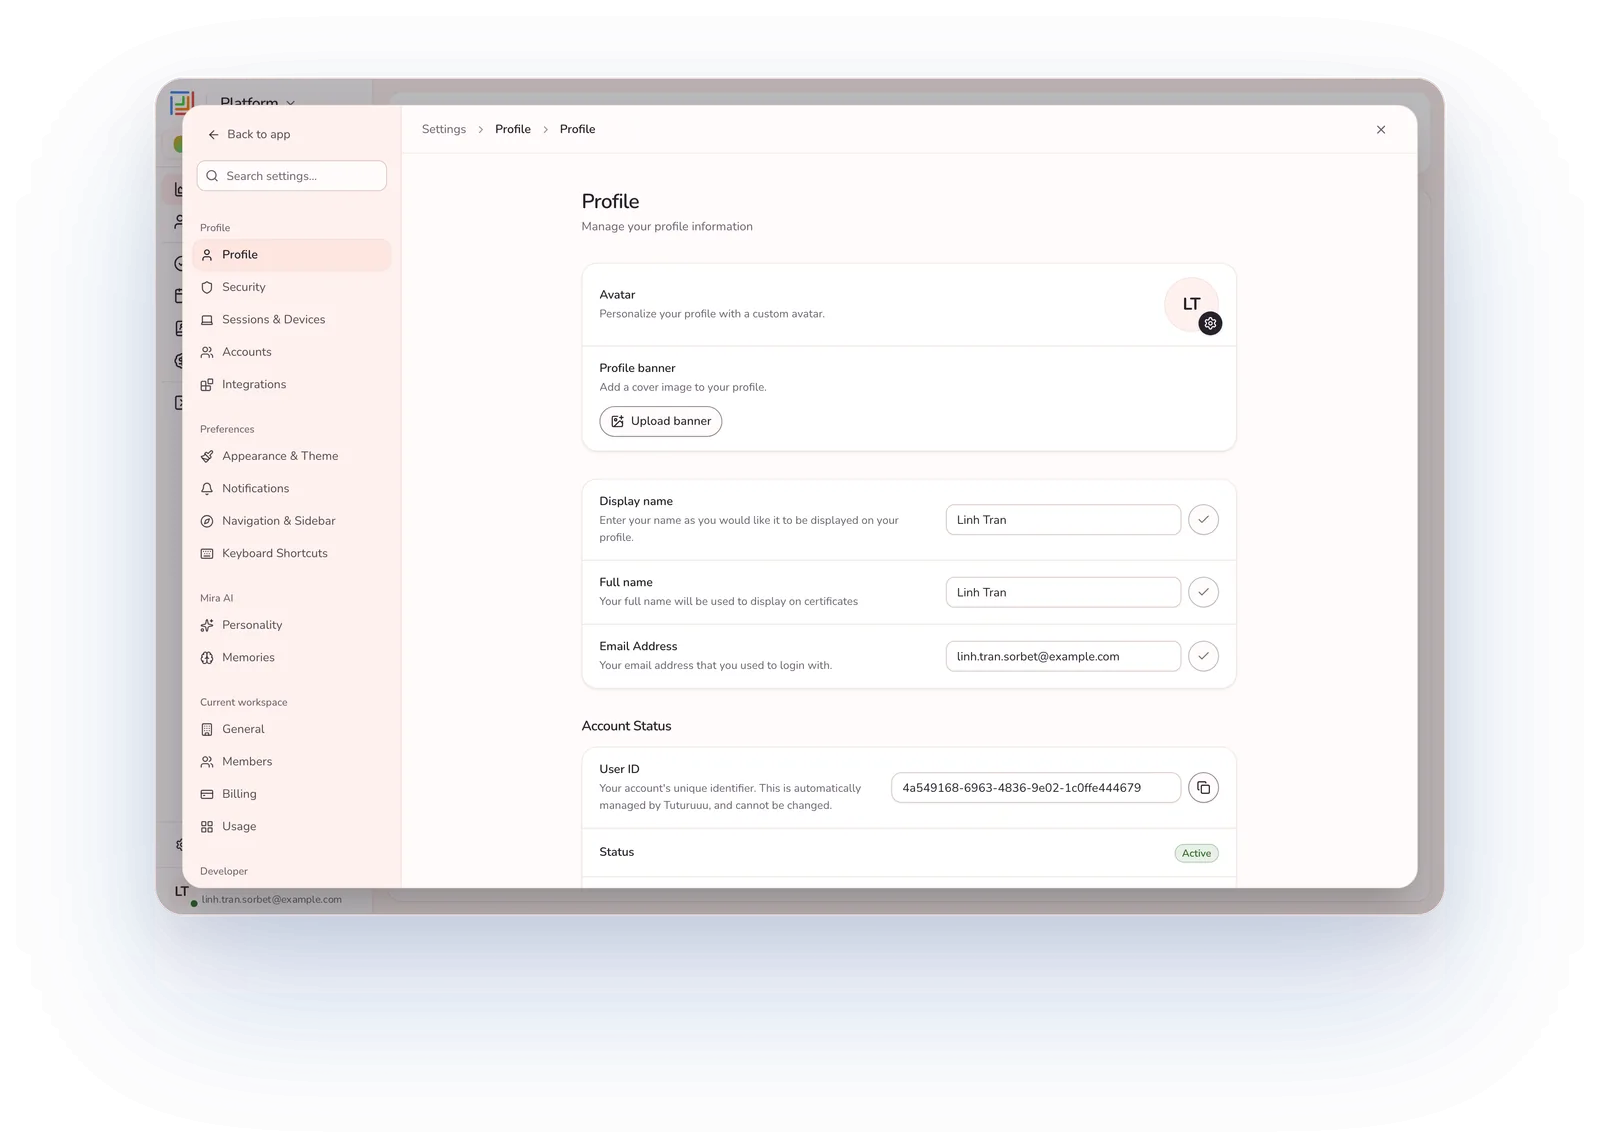 Platform
Back to app
Search settings...
Profile
Profile
Security
Sessions & Devices
Accounts
Integrations
Preferences
Appearance & Theme
Notifications
Navigation & Sidebar
Keyboard Shortcuts
Mira AI
Personality
Memories
Current workspace
General
Members
Billing
Usage
Developer
LT
linh.tran.sorbet@example.com
Settings > Profile > Profile
Profile
Manage your profile information
Avatar
Personalize your profile with a custom avatar.
LT
Profile banner
Add a cover image to your profile.
Upload banner
Display name
Enter your name as you would like it to be displayed on your
profile.
Linh Tran
Full name
Your full name will be used to display on certificates
Linh Tran
Email Address
Your email address that you used to login with.
linh.tran.sorbet@example.com
Account Status
User ID
Your account's unique identifier. This is automatically
managed by Tuturuuu, and cannot be changed.
4a549168-6963-4836-9e02-1c0ffe444679
Status
Active